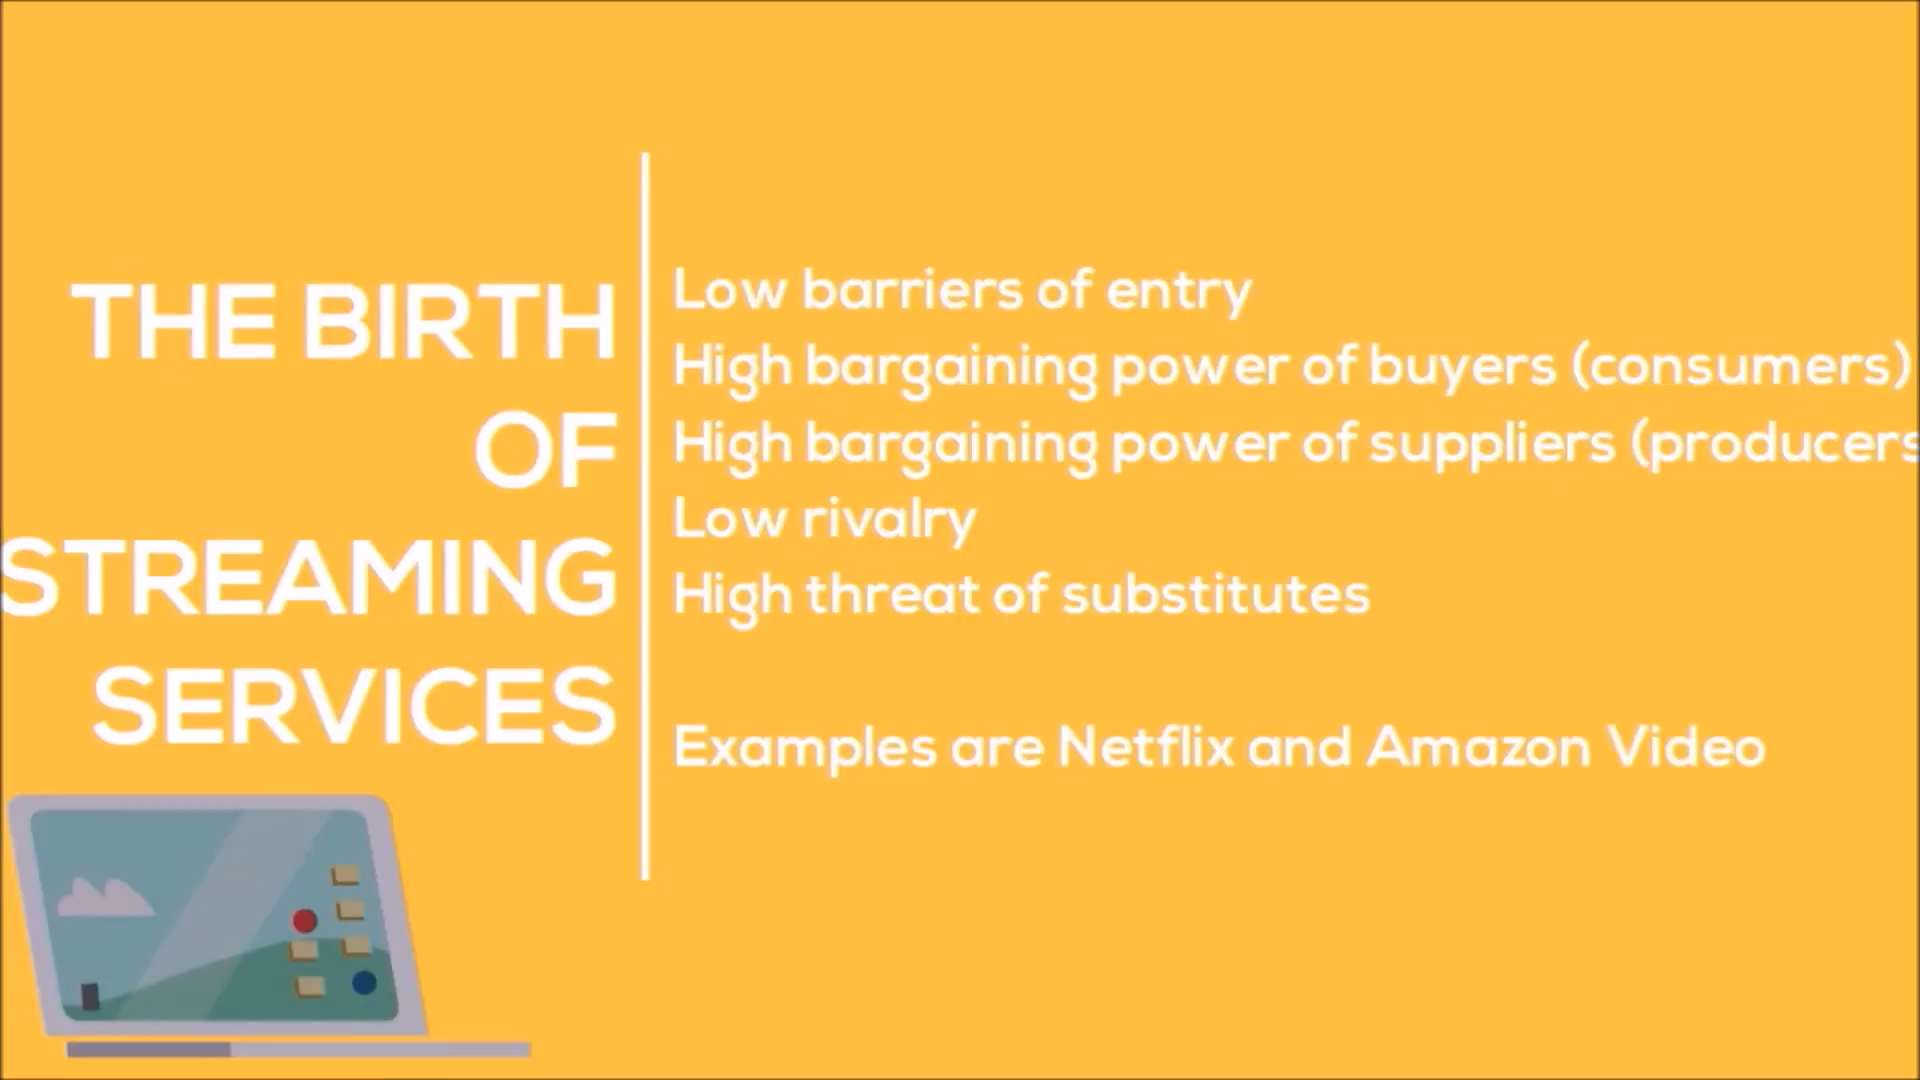 THE BIRTH
OF
STREAMING
SERVICES
Low barriers of entry
High bargaining power of buyers (consumers)
High bargaining power of suppliers (producers
Low rivalry
High threat of substitutes
Examples are Netflix and Amazon Video